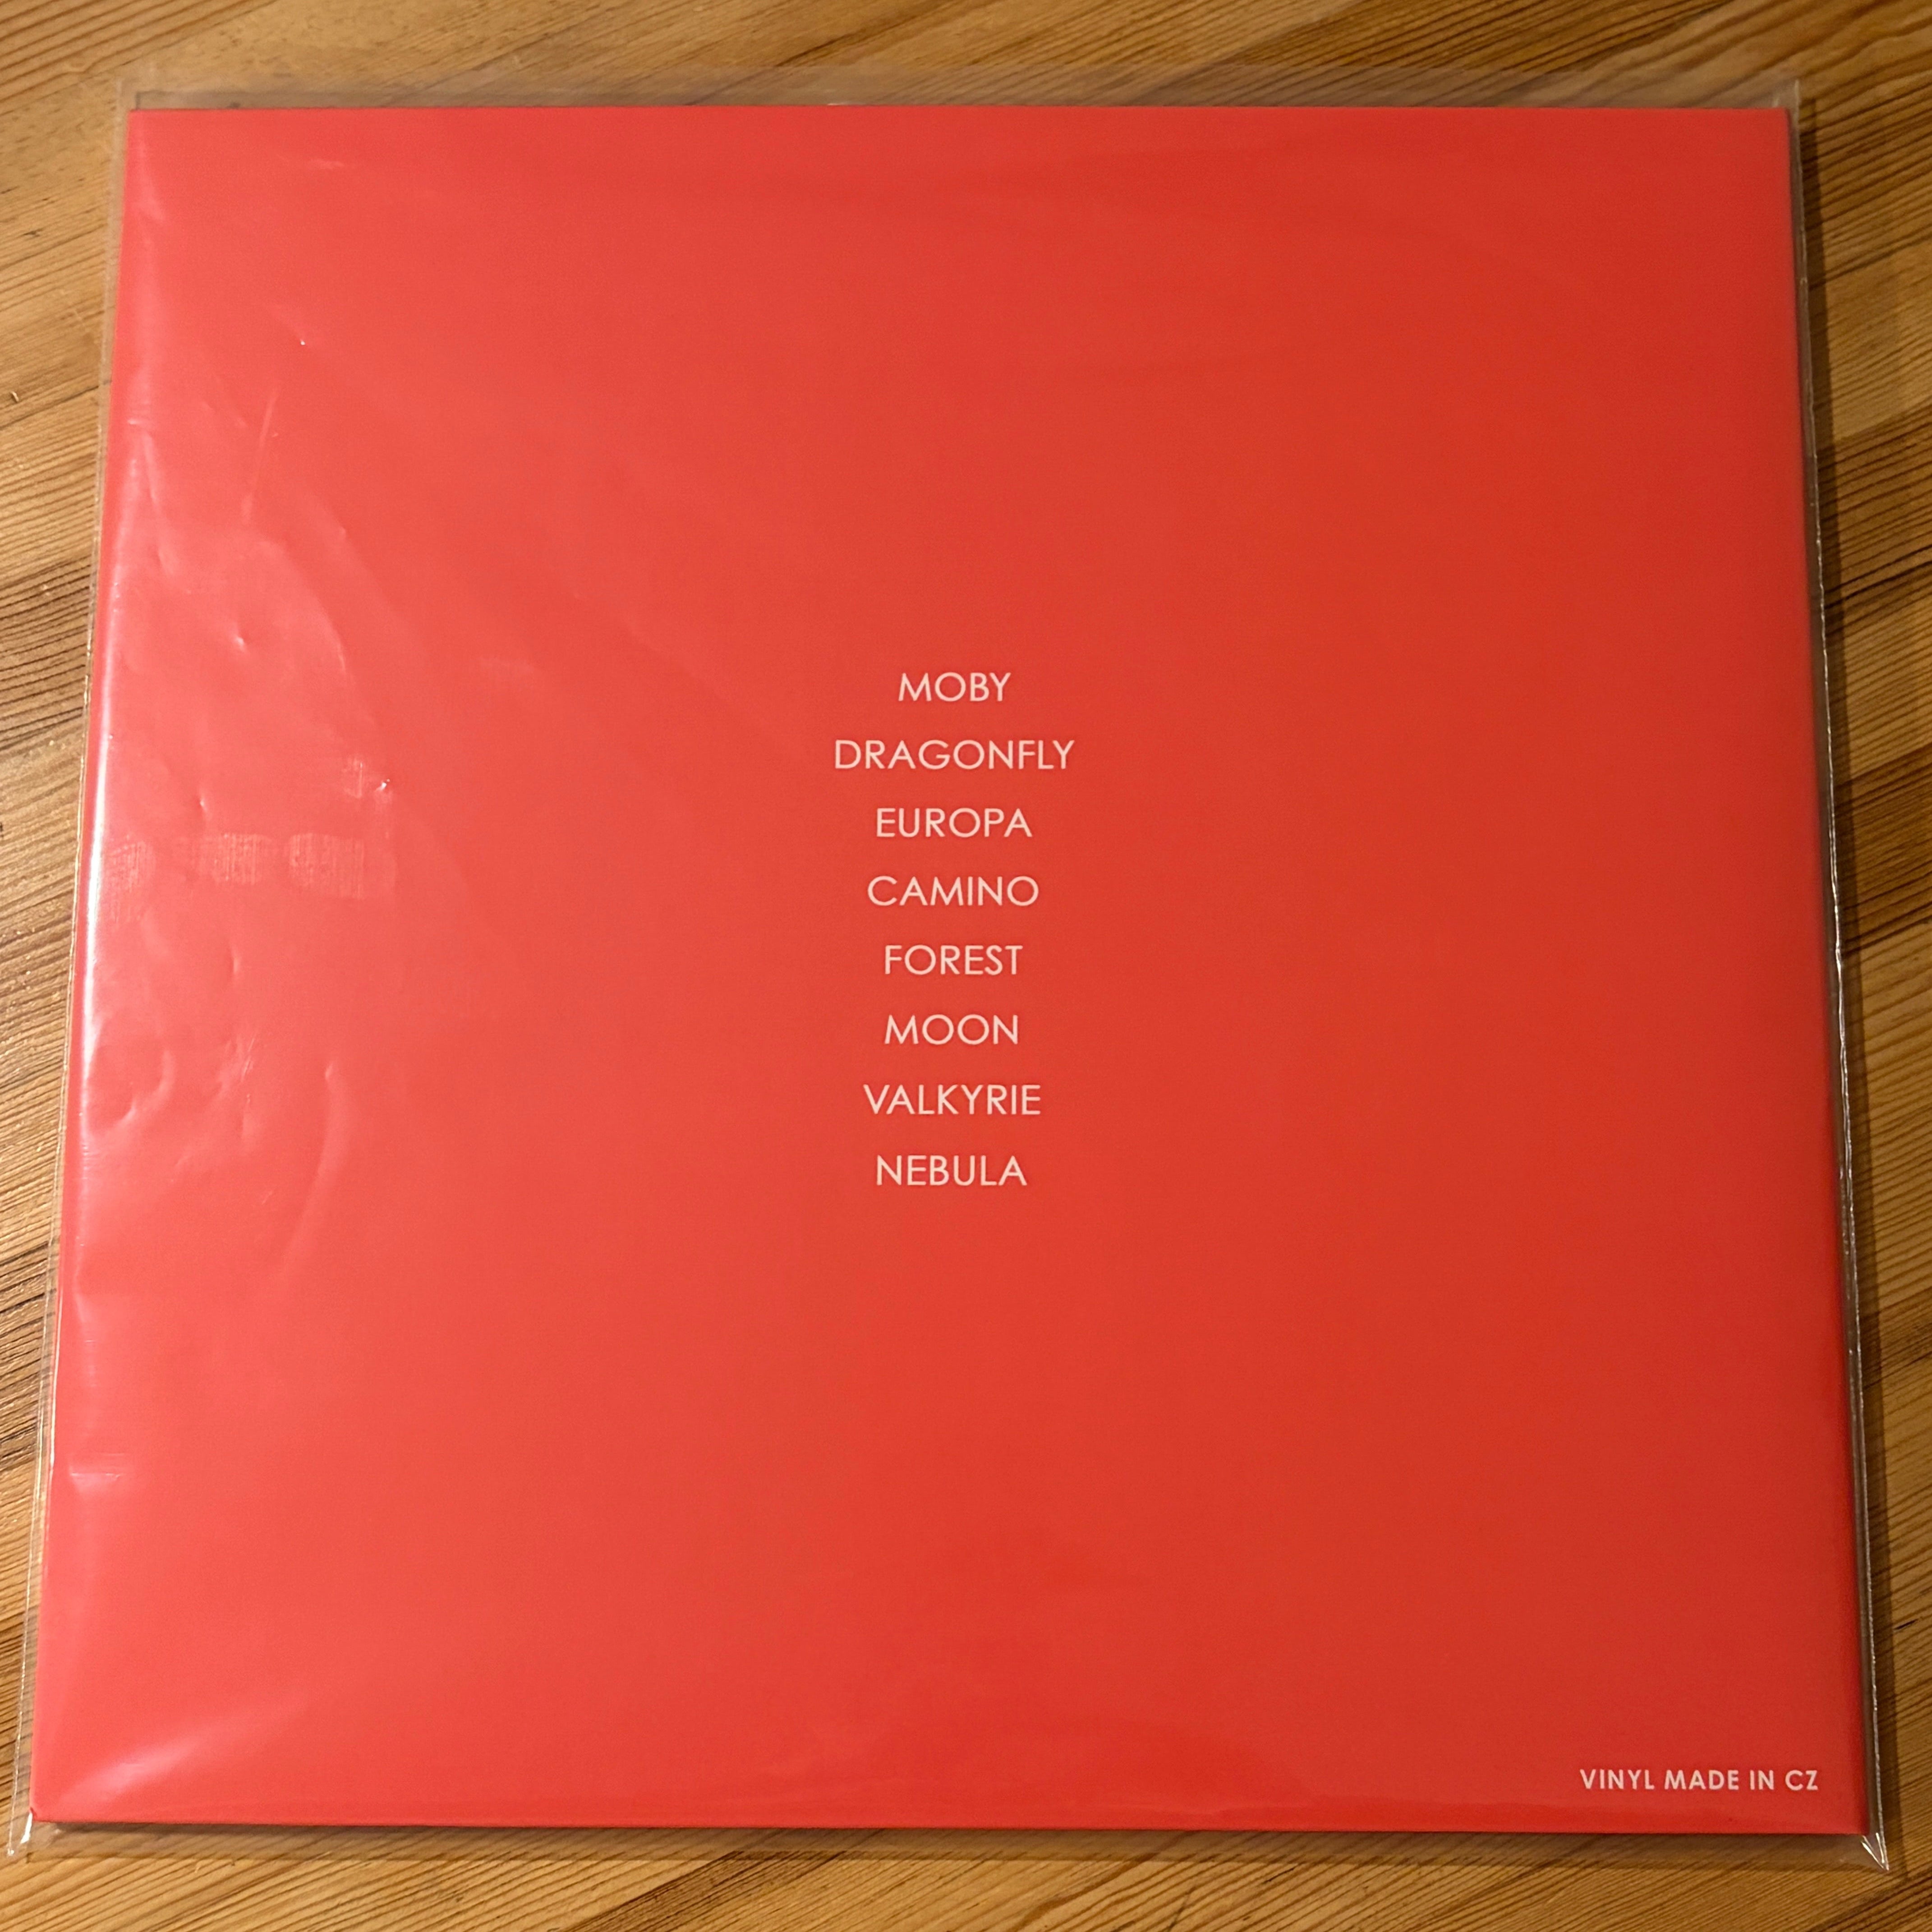 MOBY
DRAGONFLY
EUROPA
CAMINO
FOREST
MOON
VALKYRIE
NEBULA
VINYL MADE IN CZ